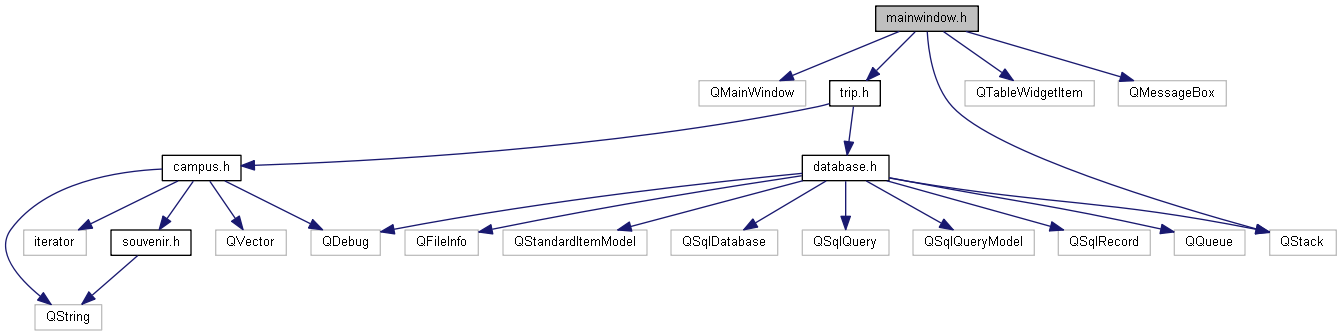 mainwindow.h
QMainWindow
trip.h
QTableWidgetItem
QMessageBox
campus.h
database.h
iterator
souvenir.h
QVector
QDebug
QFileInfo
QStandardItemModel
QSqlDatabase
QSqlQuery
QSqlQueryModel
QSqlRecord
QQueue
QStack
QString